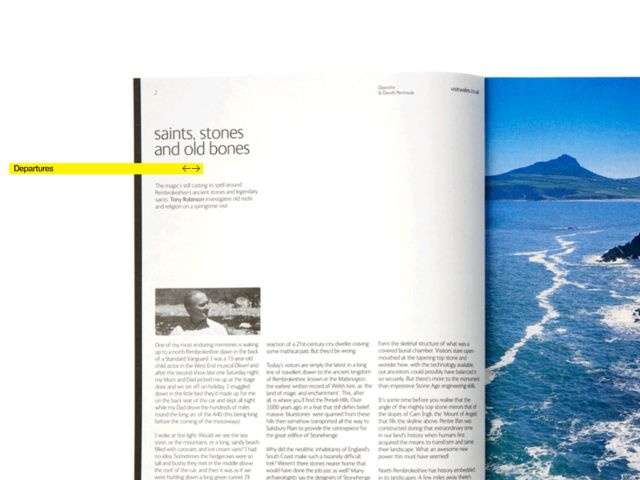 2
Opposite
St Davids Peninsula
visitwales.co.uk
saints, stones
and old bones
Departures
The magic's still casting its spell around
Pembrokeshire's ancient stones and legendary
saints. Tony Robinson investigates old rocks
and religion on a springtime visit
One of my most enduring memories is waking
up to a north Pembrokeshire dawn in the back
of a Standard Vanguard. I was a 13-year-old
child actor in the West End musical Oliver! and
after the second show late one Saturday night,
my Mum and Dad picked me up at the stage
door and we set off on holiday. I snuggled
down in the little bed they'd made up for me
on the back seat of the car and slept all night
while my Dad drove the hundreds of miles
round the long arc of the A40 (this being long
before the coming of the motorways).
I woke at first light. Would we see the sea
soon, or the mountains, or a long, sandy beach
filled with caravans and ice-cream vans? I had
no idea. Sometimes the hedgerows were so
tall and bushy they met in the middle above
the roof of the car, and then it was as if we
were hurtling down a long green tunnel. I'll
reaction of a 21st-century city dweller craving
some mythical past. But they'd be wrong.
Today's visitors are simply the latest in a long
line of travellers drawn to the ancient kingdom
of Pembrokeshire, known in the Mabinogion,
the earliest written record of Welsh lore, as 'the
land of magic and enchantment'. This after
all, is where you'll find the Preseli Hills. Over
3,000 years ago, in a feat that still defies belief,
massive 'bluestones' were quarried from these
hills then somehow transported all the way to
Salisbury Plain to provide the centrepiece for
the great edifice of Stonehenge.
Why did the neolithic inhabitants of England's
South Coast make such a bizarrely difficult
trek? Weren't there stones nearer home that
would have done the job just as well? Many
archaeologists say the designers of Stonehenge
form the skeletal structure of what was a
covered burial chamber. Visitors stare open-
mouthed at the tapering top stone and
wonder how, with the technology available,
our ancestors could possibly have balanced it
so securely. But there's more to the monument
than impressive Stone Age engineering skills.
It's some time before you realise that the
angle of the mighty top stone mirrors that of
the slopes of Carn Ingli, the 'Mount of Angels'
that fills the skyline above. Pentre Ifan was
constructed during that extraordinary time
in our land's history when humans first
acquired the means to transform and tame
their landscape. What an awesome new
power this must have seemed!
North Pembrokeshire has history embedded
in its landscapes. A few miles away there's